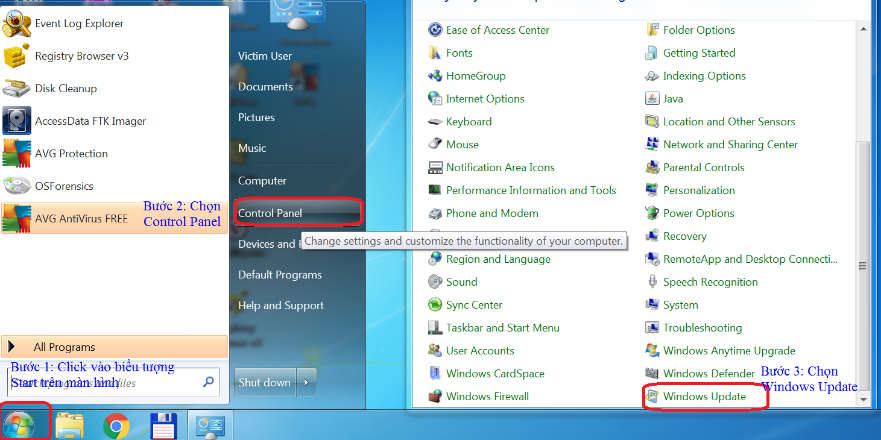 Event Log Explorer
Registry Browser v3
Disk Cleanup
AccessData FTK Imager
AVG Protection
OSForensics
AVG AntiVirus FREE
Bước 2: Chọn
Control Panel
All Programs
Bước 1: Click vào biểu tượng
Start trên màn hình
files
Victim User
Documents
Pictures
Music
Computer
Control Panel
Change settings and customize the functionality of your computer.
Devices and
Default Programs
Help and Support
Shut down
Ease of Access Center
Fonts
HomeGroup
Internet Options
Keyboard
Mouse
Notification Area Icons
Performance Information and Tools
Phone and Modem
Region and Language
Sound
Sync Center
Taskbar and Start Menu
User Accounts
Windows CardSpace
Windows Firewall
Folder Options
Getting Started
Indexing Options
Java
Location and Other Sensors
Network and Sharing Center
Parental Controls
Personalization
Power Options
Recovery
RemoteApp and Desktop Connecti...
Speech Recognition
System
Troubleshooting
Windows Anytime Upgrade
Windows Defender
Windows Update
Bước 3: Chọn
Windows Update